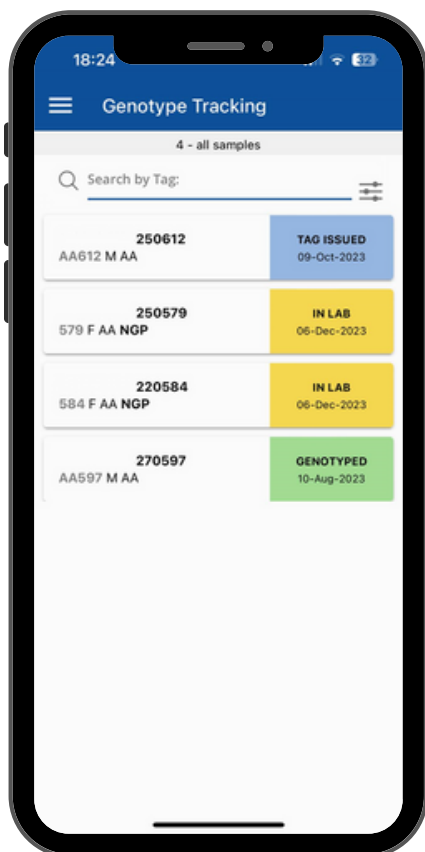 18:24
32
Genotype Tracking
4 - all samples
Search by Tag:
250612
AA612 M AA
TAG ISSUED
09-Oct-2023
250579
579 F AA NGP
IN LAB
06-Dec-2023
220584
584 F AA NGP
IN LAB
06-Dec-2023
270597
AA597 M AA
GENOTYPED
10-Aug-2023